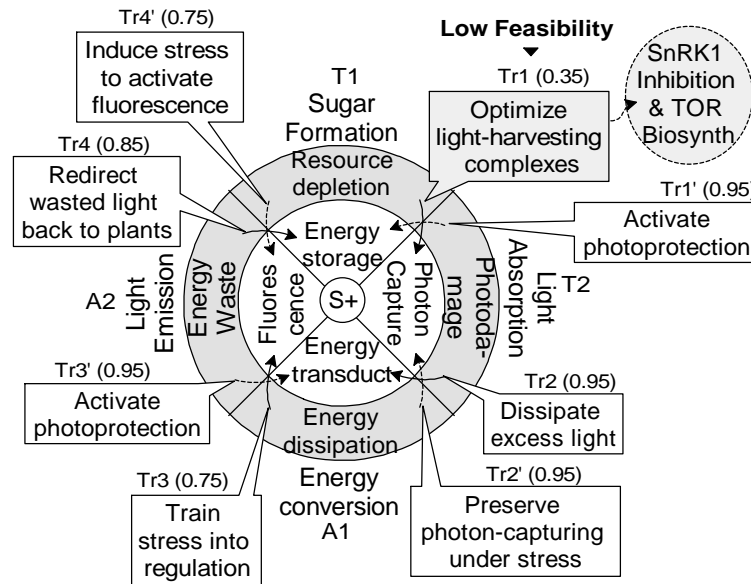 Tr4' (0.75)
Induce stress
to activate
fluorescence
Low Feasibility
Tr1 (0.35)
Optimize
light-harvesting
complexes
SnRK1
Inhibition
& TOR
Biosynth
T1
Sugar
Formation
Resource
depletion
Tr4 (0.85)
Redirect
wasted light
back to plants
Tr1' (0.95)
Activate
photoprotection
Energy
storage
Photon
Capture
Photoda-
mage
Light
Absorption
T2
A2
Light
Emission
Energy
Waste
Fluores
cence
S+
Energy
transduct
Energy
dissipation
Energy
conversion
A1
Tr3' (0.95)
Activate
photoprotection
Tr2 (0.95)
Dissipate
excess light
Tr3 (0.75)
Train
stress into
regulation
Tr2' (0.95)
Preserve
photon-capturing
under stress